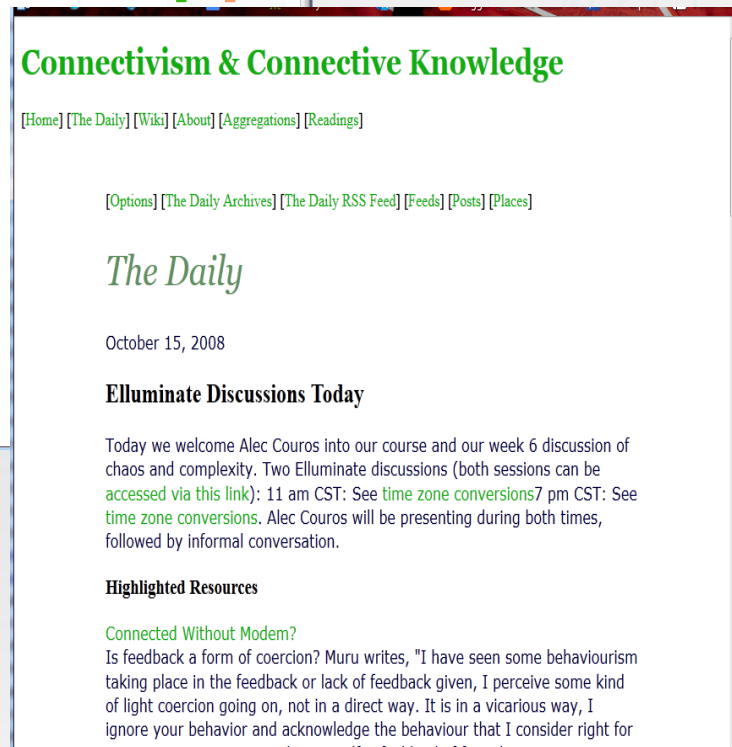 Connectivism & Connective Knowledge
[Home] [The Daily] [Wiki] [About] [Aggregations] [Readings]
[Options] [The Daily Archives] [The Daily RSS Feed] [Feeds] [Posts] [Places]
The Daily
October 15, 2008
Elluminate Discussions Today
Today we welcome Alec Couros into our course and our week 6 discussion of
chaos and complexity. Two Elluminate discussions (both sessions can be
accessed via this link): 11 am CST: See time zone conversions7 pm CST: See
time zone conversions. Alec Couros will be presenting during both times,
followed by informal conversation.
Highlighted Resources
Connected Without Modem?
Is feedback a form of coercion? Muru writes, "I have seen some behaviourism
taking place in the feedback or lack of feedback given, I perceive some kind
of light coercion going on, not in a direct way. It is in a vicarious way, I
ignore your behavior and acknowledge the behaviour that I consider right for